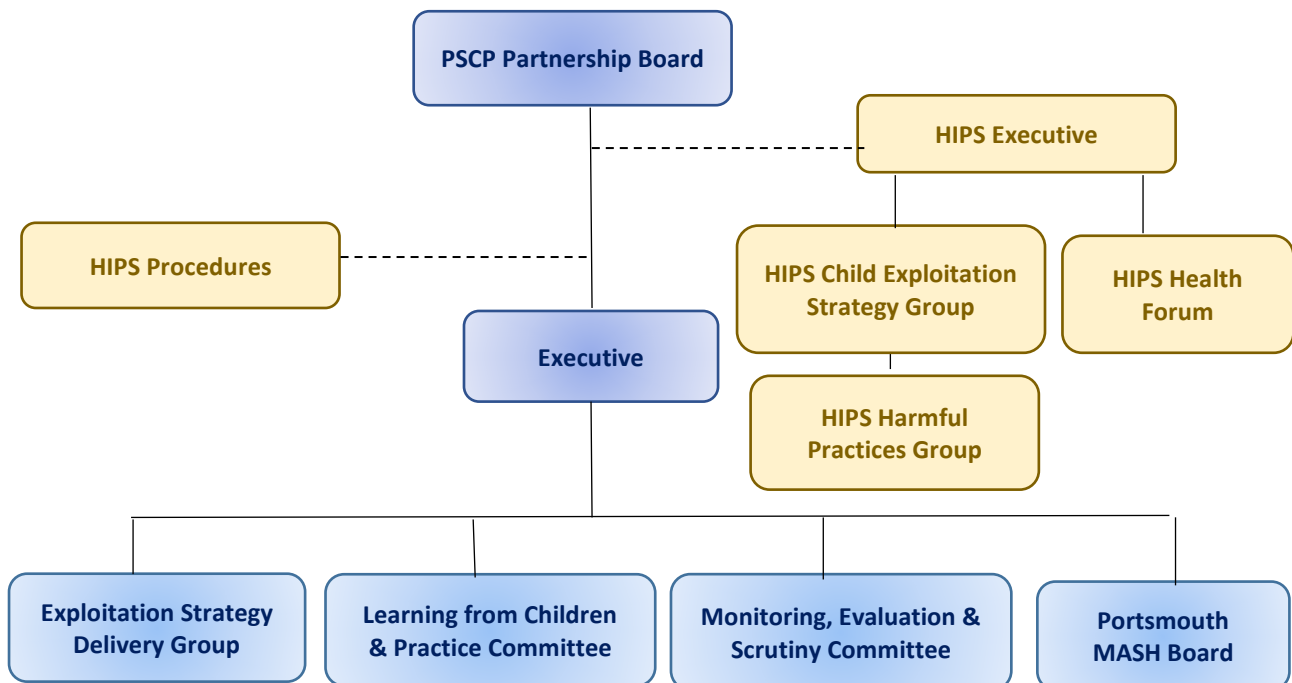 PSCP Partnership Board
HIPS Executive
HIPS Procedures
HIPS Child Exploitation
Strategy Group
HIPS Health
Forum
Executive
HIPS Harmful
Practices Group
Exploitation Strategy
Delivery Group
Learning from Children
& Practice Committee
Monitoring, Evaluation &
Scrutiny Committee
Portsmouth
MASH Board